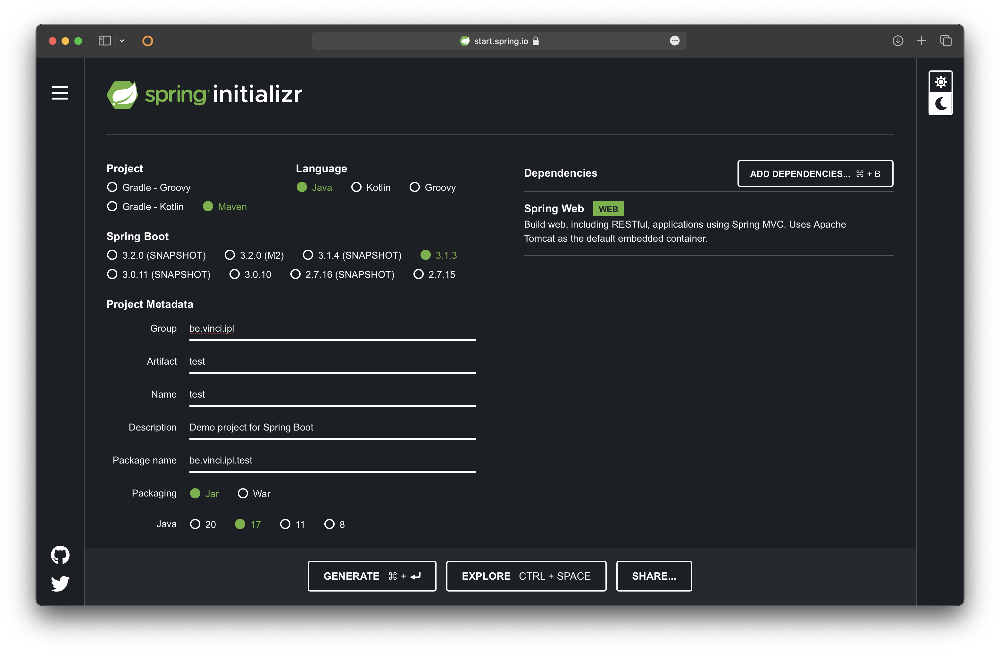 start.spring.io
spring initializr
Project
Gradle - Groovy
Gradle - Kotlin Maven
Language
Java Kotlin Groovy
Spring Boot
3.2.0 (SNAPSHOT) 3.2.0 (M2) 3.1.4 (SNAPSHOT) 3.1.3
3.0.11 (SNAPSHOT) 3.0.10 2.7.16 (SNAPSHOT) 2.7.15
Project Metadata
Group be.vinci.ipl
Artifact test
Name test
Description Demo project for Spring Boot
Package name be.vinci.ipl.test
Packaging Jar War
Java 20 17 11 8
Dependencies
ADD DEPENDENCIES... ⌘ + B
Spring Web WEB
Build web, including RESTful, applications using Spring MVC. Uses Apache
Tomcat as the default embedded container.
GENERATE ⌘ + ⏎
EXPLORE CTRL + SPACE
SHARE...